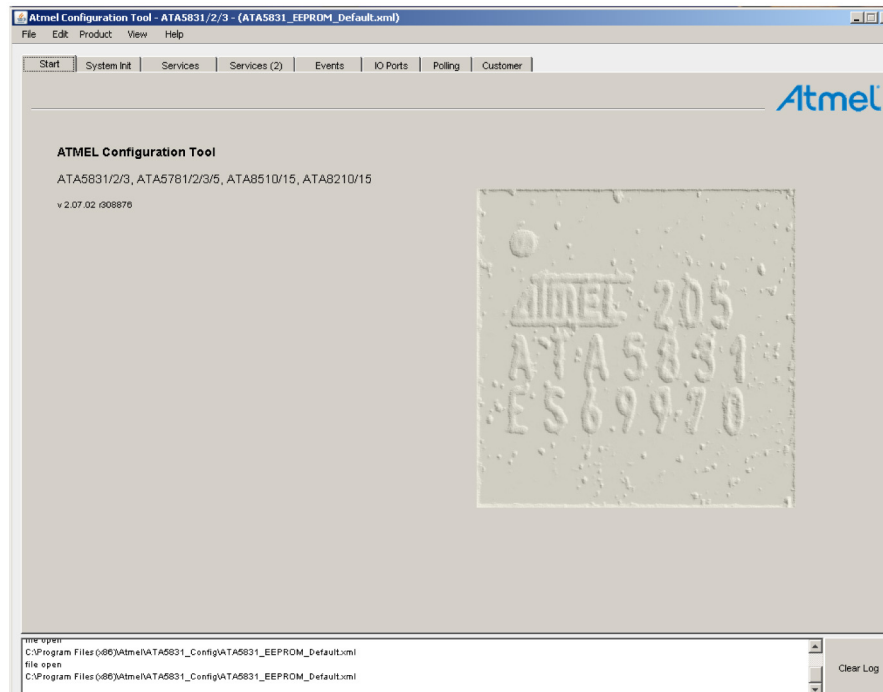 Atmel Configuration Tool - ATA5831/2/3 - (ATA5831_EEPROM_Default.xml)
File Edit Product View Help
Start System Init Services Services (2) Events IO Ports Polling Customer
Atmel
ATMEL Configuration Tool
ATA5831/2/3, ATA5781/2/3/5, ATA8510/15, ATA8210/15
v 2.07.02 r308876
Atmel 205
ATA5831
ES6.9970
file open
C:\Program Files (x86)\Atmel\ATA5831_Config\ATA5831_EEPROM_Default.xml
file open
C:\Program Files (x86)\Atmel\ATA5831_Config\ATA5831_EEPROM_Default.xml
Clear Log